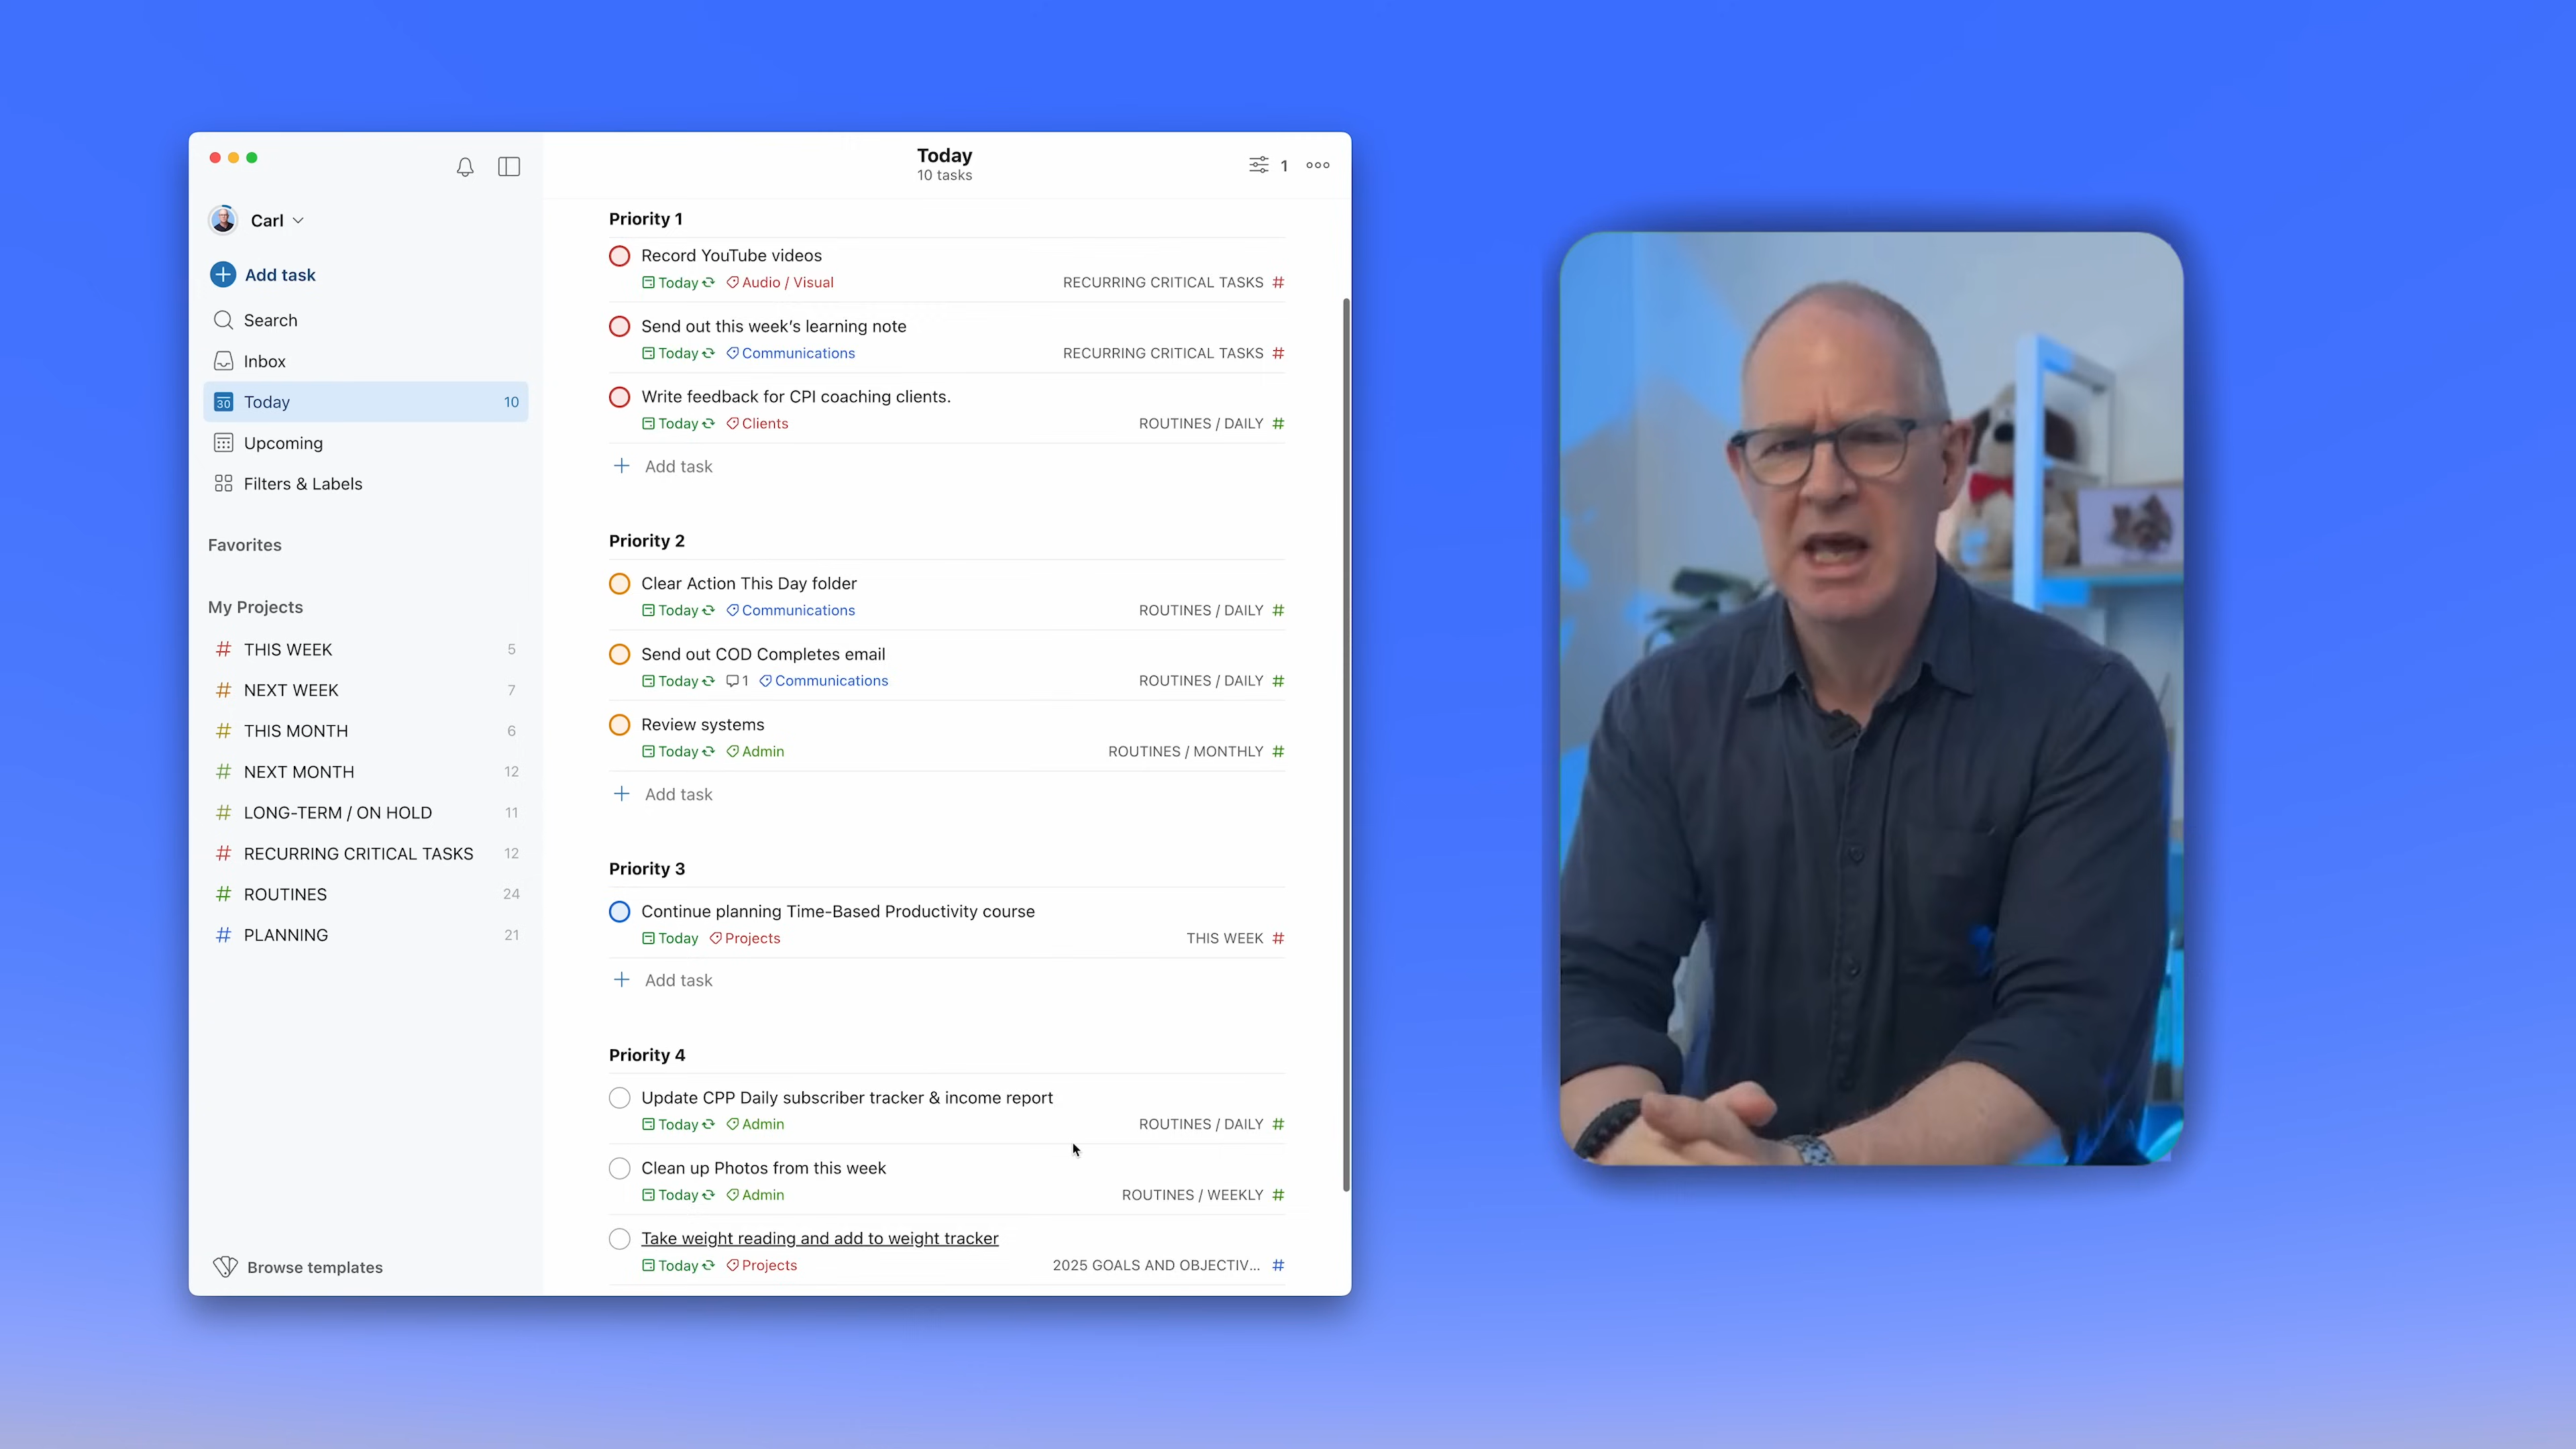 Carl
Add task
Search
Inbox
30
Today 10
Upcoming
Filters & Labels
Favorites
My Projects
# THIS WEEK 5
# NEXT WEEK 7
# THIS MONTH 6
# NEXT MONTH 12
# LONG-TERM / ON HOLD 11
# RECURRING CRITICAL TASKS 12
# ROUTINES 24
# PLANNING 21
Browse templates
Today
10 tasks
1
Priority 1
Record YouTube videos
Today Audio / Visual RECURRING CRITICAL TASKS #
Send out this week’s learning note
Today Communications RECURRING CRITICAL TASKS #
Write feedback for CPI coaching clients.
Today Clients ROUTINES / DAILY #
+ Add task
Priority 2
Clear Action This Day folder
Today Communications ROUTINES / DAILY #
Send out COD Completes email
Today 1 Communications ROUTINES / DAILY #
Review systems
Today Admin ROUTINES / MONTHLY #
+ Add task
Priority 3
Continue planning Time-Based Productivity course
Today Projects THIS WEEK #
+ Add task
Priority 4
Update CPP Daily subscriber tracker & income report
Today Admin ROUTINES / DAILY #
Clean up Photos from this week
Today Admin ROUTINES / WEEKLY #
Take weight reading and add to weight tracker
Today Projects 2025 GOALS AND OBJECTIV... #